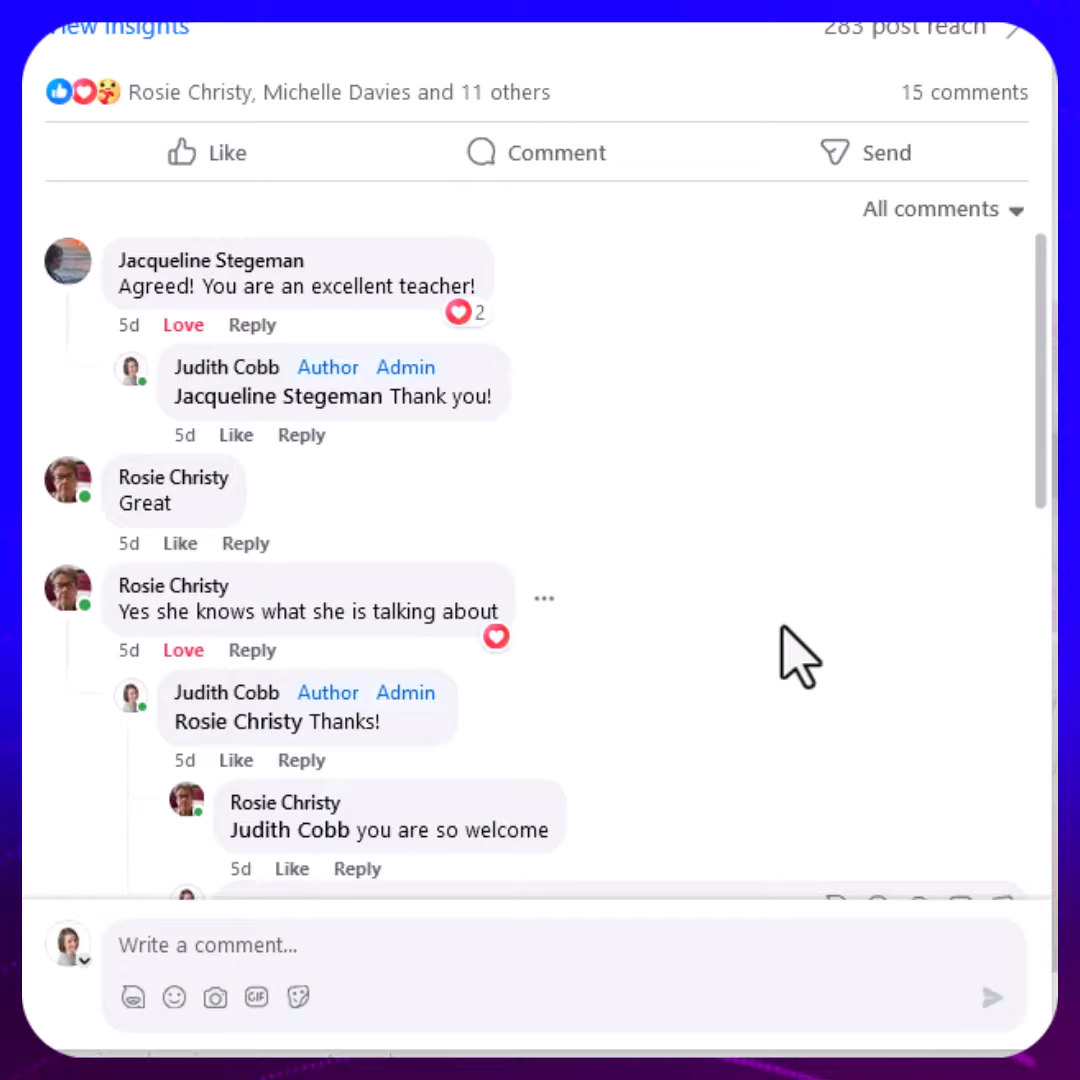 View Insights 283 post reach
Rosie Christy, Michelle Davies and 11 others 15 comments
Like Comment Send
All comments
Jacqueline Stegeman
Agreed! You are an excellent teacher!
2
5d Love Reply
Judith Cobb Author Admin
Jacqueline Stegeman Thank you!
5d Like Reply
Rosie Christy
Great
5d Like Reply
Rosie Christy
Yes she knows what she is talking about
5d Love Reply
Judith Cobb Author Admin
Rosie Christy Thanks!
5d Like Reply
Rosie Christy
Judith Cobb you are so welcome
5d Like Reply
Write a comment...
GIF